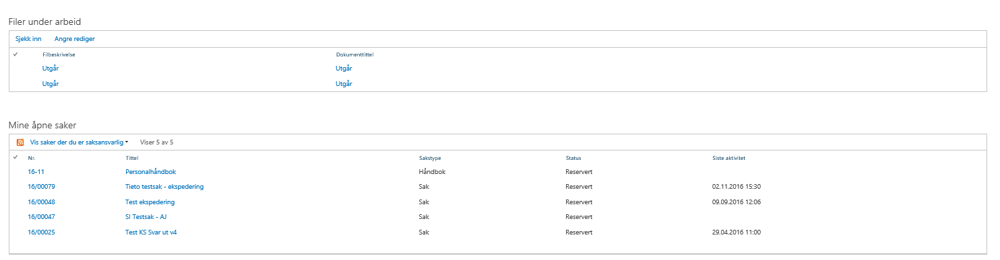 Filer under arbeid
Sjekk inn Angre rediger
Filbeskrivelse Dokumenttittel
Utgår Utgår
Utgår Utgår
Mine åpne saker
Vis saker der du er saksansvarlig Viser 5 av 5
Nr. Tittel Sakstype Status Siste aktivitet
16-11 Personalhåndbok Håndbok Reservert
16/00079 Tieto testsak - ekspedering Sak Reservert 02.11.2016 15:30
16/00048 Test ekspedering Sak Reservert 09.09.2016 12:06
16/00047 SI Testsak - AJ Sak Reservert
16/00025 Test KS Svar ut v4 Sak Reservert 29.04.2016 11:00